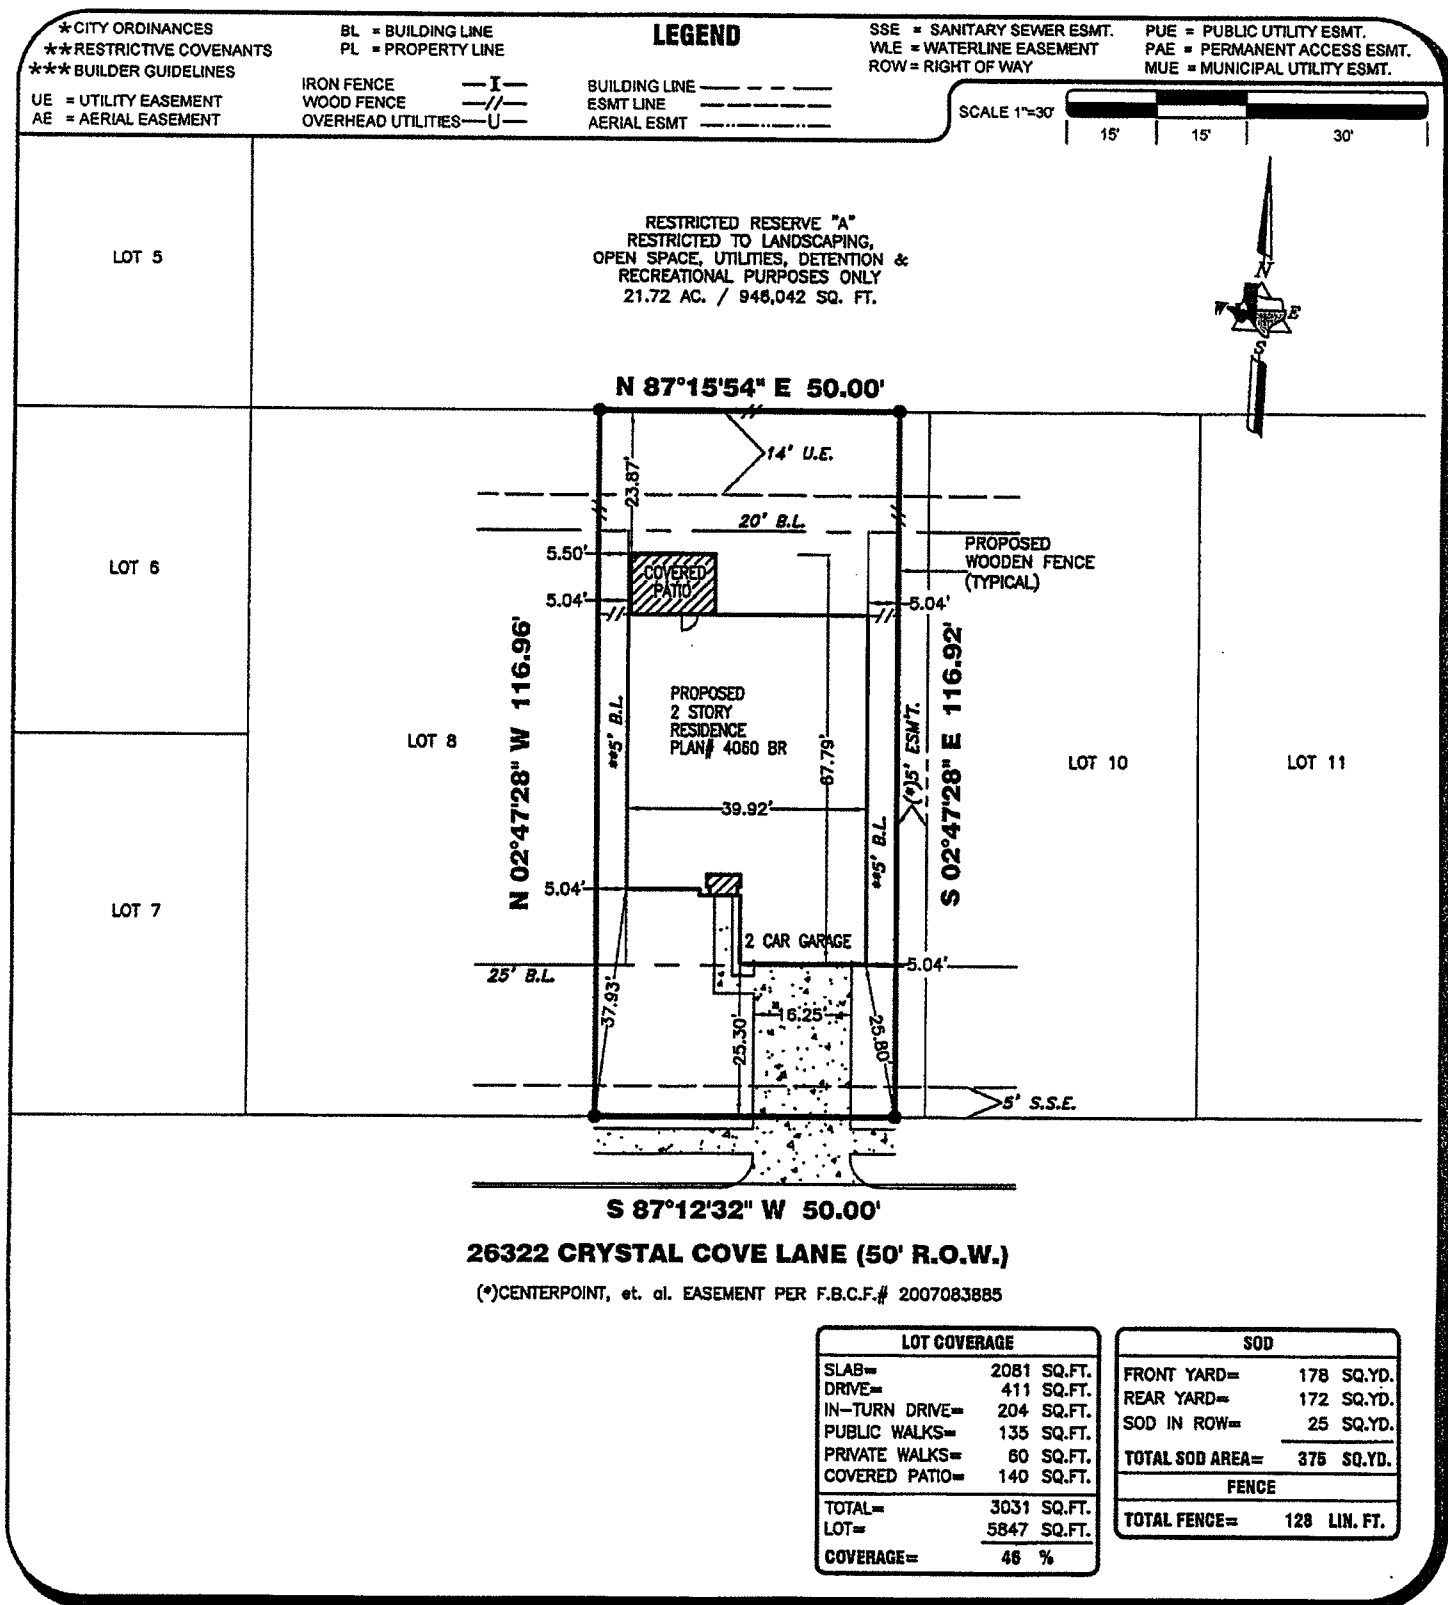 *CITY ORDINANCES
**RESTRICTIVE COVENANTS
***BUILDER GUIDELINES
UE = UTILITY EASEMENT
AE = AERIAL EASEMENT
BL = BUILDING LINE
PL = PROPERTY LINE
IRON FENCE I
WOOD FENCE //
OVERHEAD UTILITIES U
LEGEND
BUILDING LINE
ESMT LINE
AERIAL ESMT
SSE = SANITARY SEWER ESMT.
WLE = WATERLINE EASEMENT
ROW = RIGHT OF WAY
PUE = PUBLIC UTILITY ESMT.
PAE = PERMANENT ACCESS ESMT.
MUE = MUNICIPAL UTILITY ESMT.
SCALE 1"=30'
15' 15' 30'
N
W E
S
LOT 5
RESTRICTED RESERVE "A"
RESTRICTED TO LANDSCAPING,
OPEN SPACE, UTILITIES, DETENTION &
RECREATIONAL PURPOSES ONLY
21.72 AC. / 946,042 SQ. FT.
N 87°15'54" E 50.00'
14' U.E.
23.87'
20' B.L.
5.50'
COVERED
PATIO
5.04'
5.04'
PROPOSED
WOODEN FENCE
(TYPICAL)
LOT 6
N 02°47'28" W 116.96'
S 02°47'28" E 116.92'
**5' B.L.
PROPOSED
2 STORY
RESIDENCE
PLAN# 4060 BR
67.79'
(*)5' ESM'T.
LOT 8
LOT 10
LOT 11
39.92'
**5' B.L.
5.04'
LOT 7
2 CAR GARAGE
5.04'
25' B.L.
37.93'
25.30'
16.25'
25.80'
5' S.S.E.
S 87°12'32" W 50.00'
26322 CRYSTAL COVE LANE (50' R.O.W.)
(*)CENTERPOINT, et. al. EASEMENT PER F.B.C.F.# 2007083885
LOT COVERAGE
SLAB= 2081 SQ.FT.
DRIVE= 411 SQ.FT.
IN-TURN DRIVE= 204 SQ.FT.
PUBLIC WALKS= 135 SQ.FT.
PRIVATE WALKS= 60 SQ.FT.
COVERED PATIO= 140 SQ.FT.
TOTAL= 3031 SQ.FT.
LOT= 5847 SQ.FT.
COVERAGE= 46 %
SOD
FRONT YARD= 178 SQ.YD.
REAR YARD= 172 SQ.YD.
SOD IN ROW= 25 SQ.YD.
TOTAL SOD AREA= 375 SQ.YD.
FENCE
TOTAL FENCE= 128 LIN. FT.